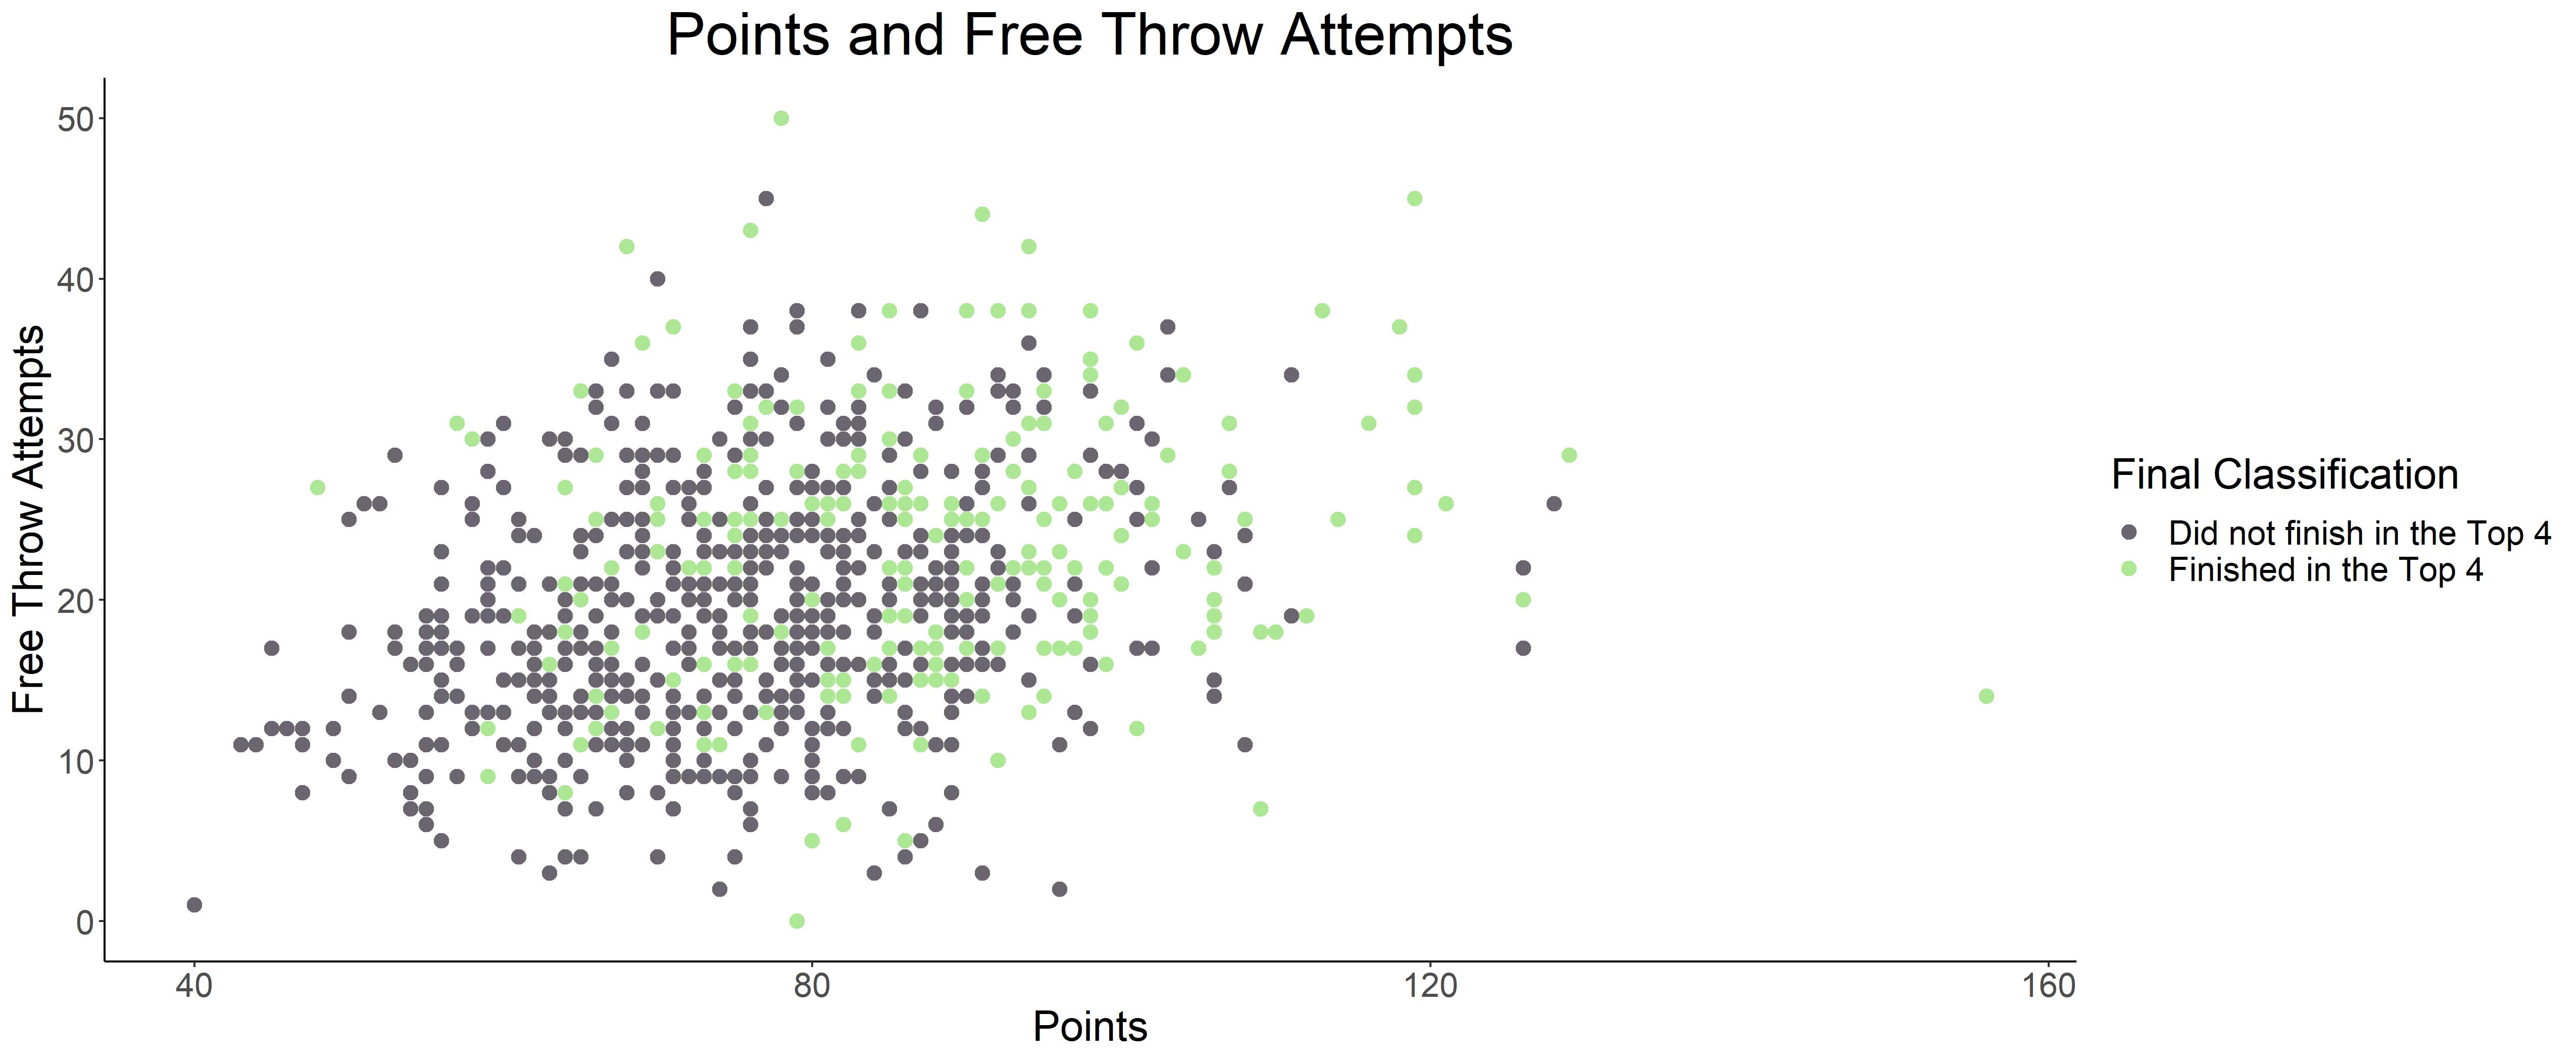 Points and Free Throw Attempts
50
40
30
20
10
0
Free Throw Attempts
40
80
120
160
Points
Final Classification
Did not finish in the Top 4
Finished in the Top 4